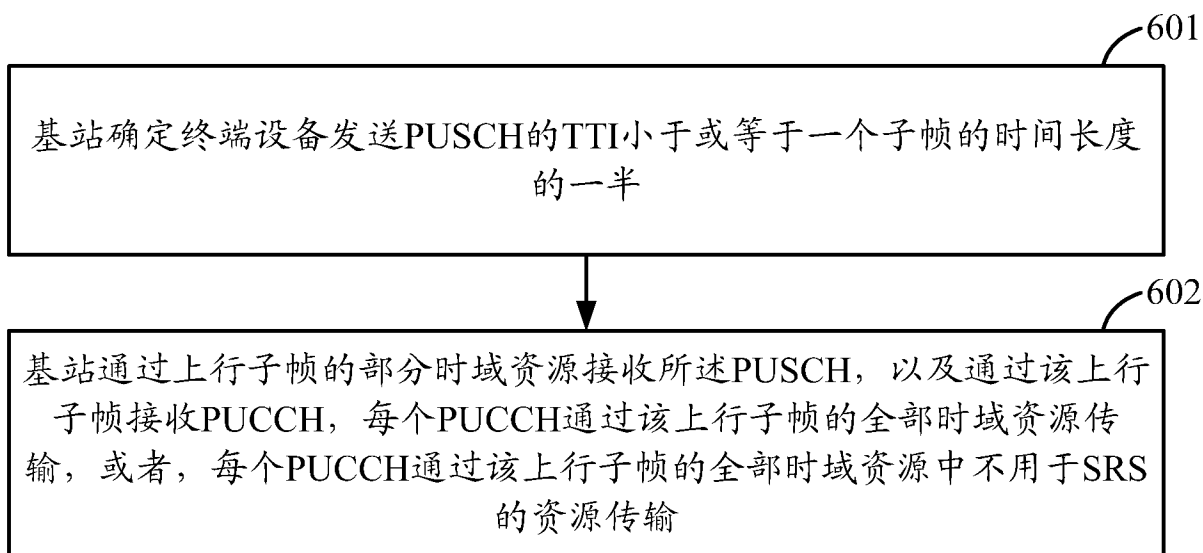 601
基站确定终端设备发送PUSCH的TTI小于或等于一个子帧的时间长度
的一半
602
基站通过上行子帧的部分时域资源接收所述PUSCH，以及通过该上行
子帧接收PUCCH，每个PUCCH通过该上行子帧的全部时域资源传
输，或者，每个PUCCH通过该上行子帧的全部时域资源中不用于SRS
的资源传输